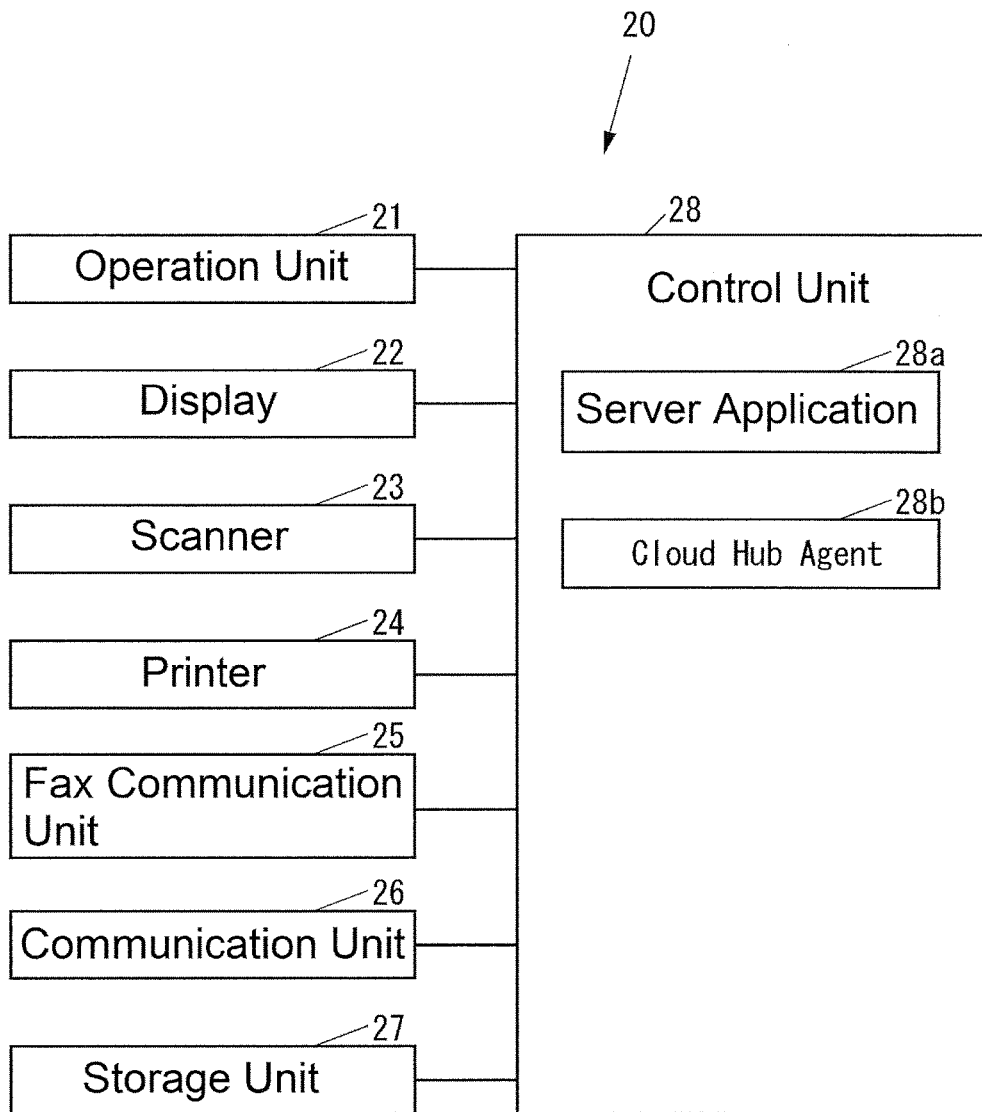 20
21
Operation Unit
22
Display
23
Scanner
24
Printer
25
Fax Communication
Unit
26
Communication Unit
27
Storage Unit
28
Control Unit
28a
Server Application
28b
Cloud Hub Agent